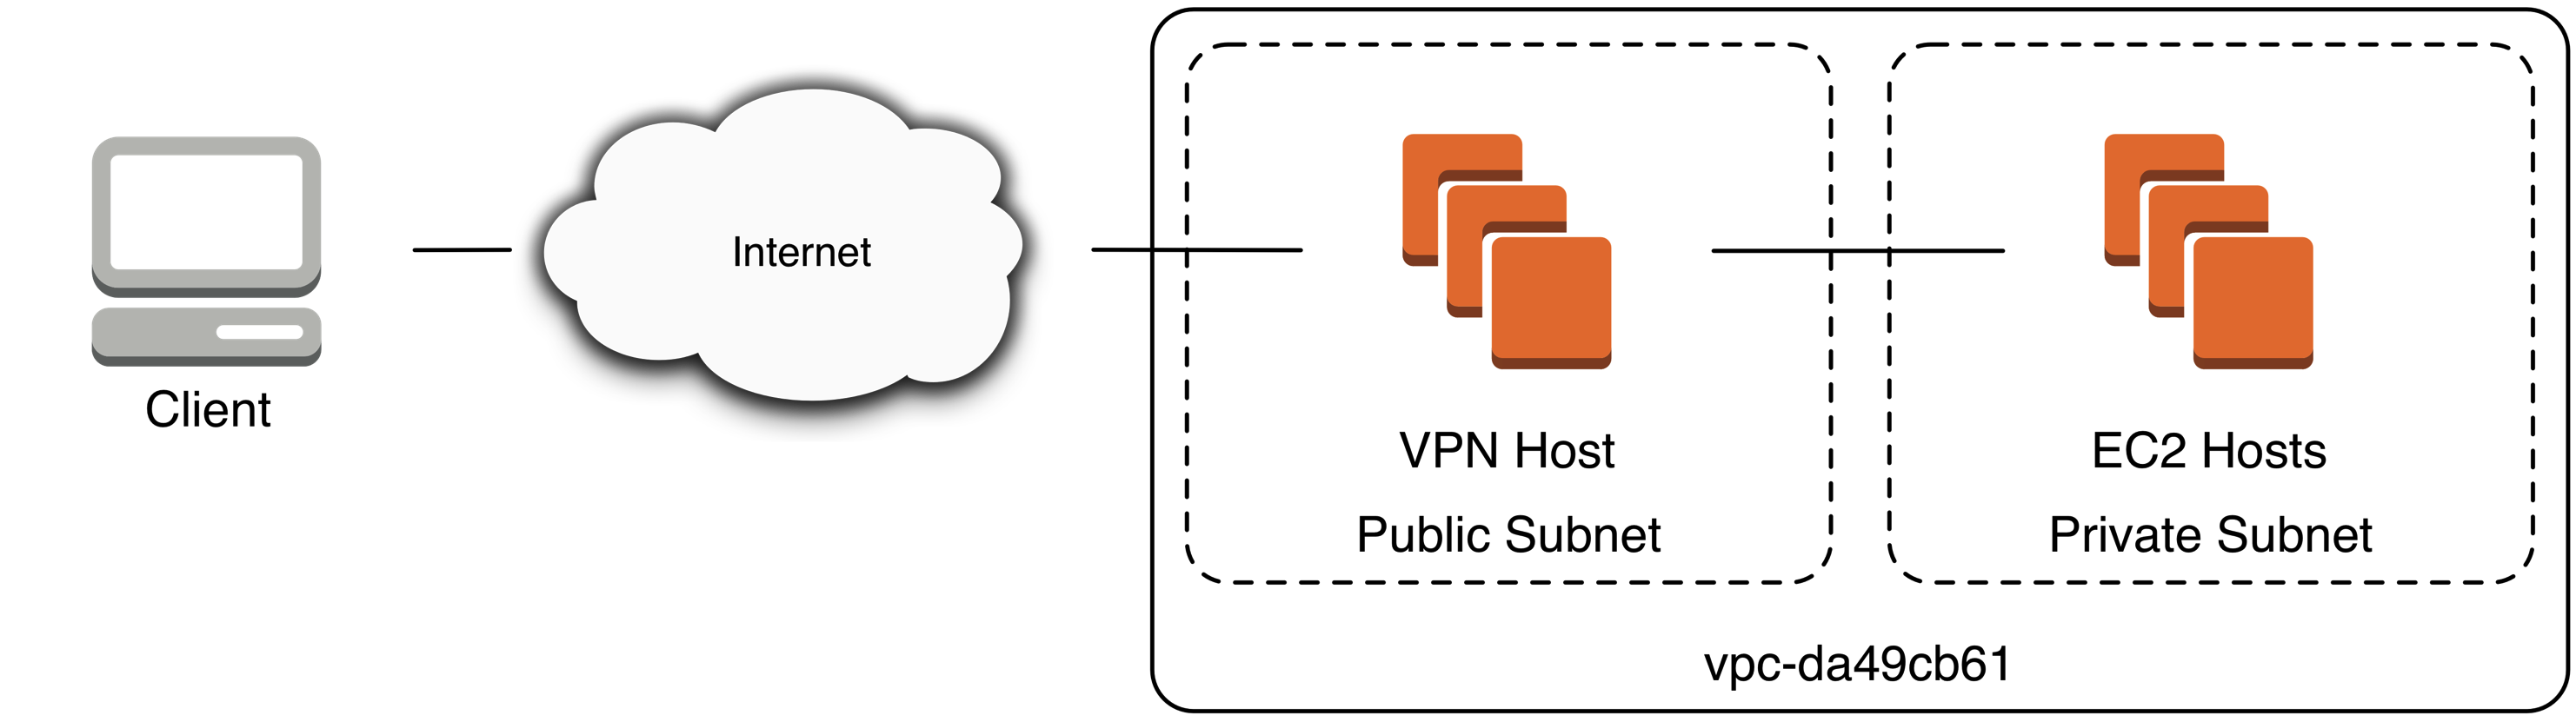 Client
Internet
VPN Host
Public Subnet
EC2 Hosts
Private Subnet
vpc-da49cb61